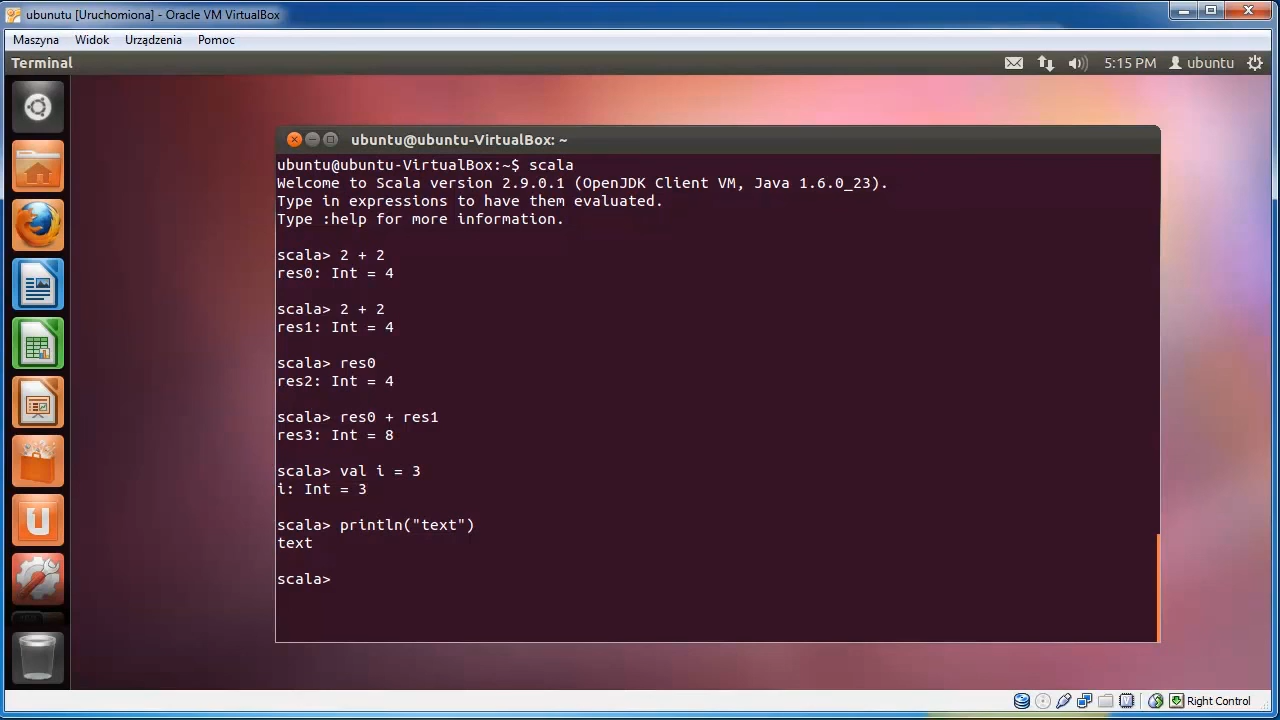 ubunutu [Uruchomiona] - Oracle VM VirtualBox
Maszyna Widok Urządzenia Pomoc
Terminal 5:15 PM ubuntu
ubuntu@ubuntu-VirtualBox: ~
ubuntu@ubuntu-VirtualBox:~$ scala
Welcome to Scala version 2.9.0.1 (OpenJDK Client VM, Java 1.6.0_23).
Type in expressions to have them evaluated.
Type :help for more information.
scala> 2 + 2
res0: Int = 4
scala> 2 + 2
res1: Int = 4
scala> res0
res2: Int = 4
scala> res0 + res1
res3: Int = 8
scala> val i = 3
i: Int = 3
scala> println("text")
text
scala>
Right Control